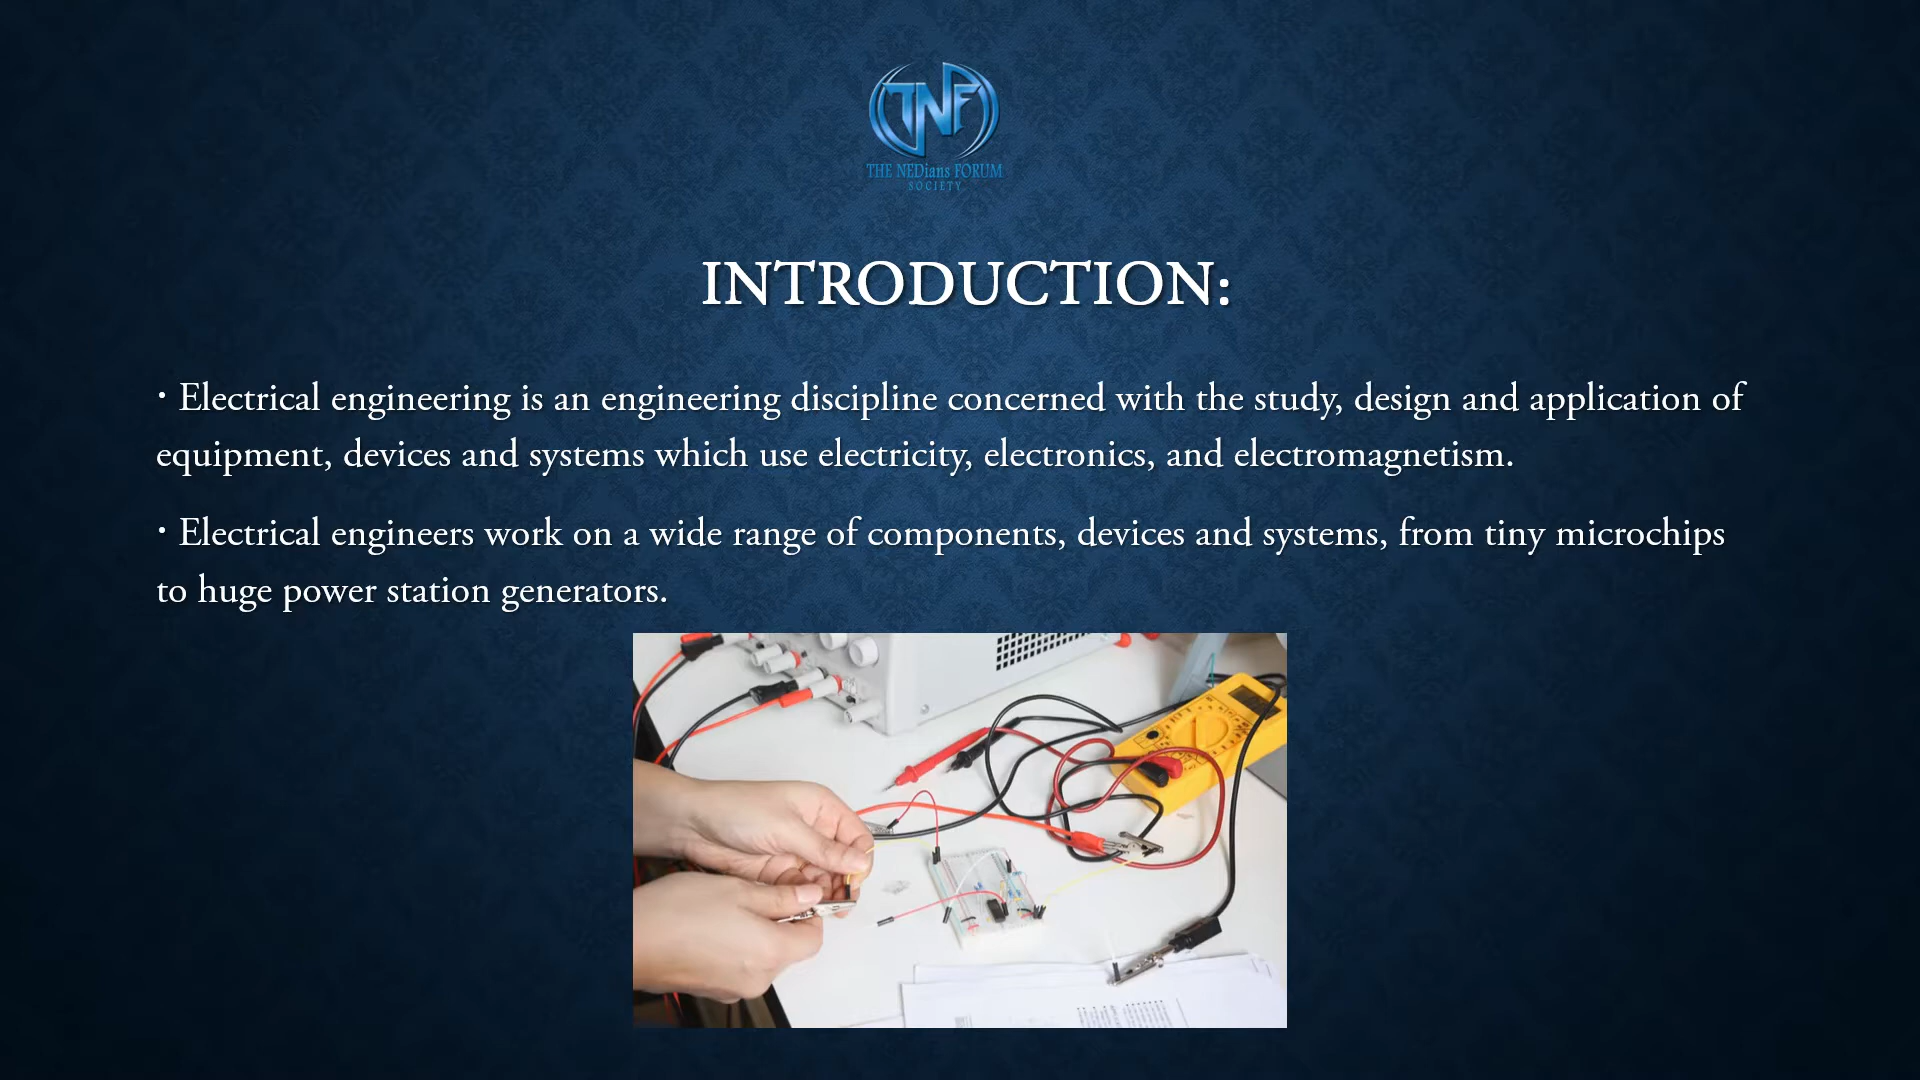 TNF
THE NEDians FORUM
SOCIETY
INTRODUCTION:
· Electrical engineering is an engineering discipline concerned with the study, design and application of
equipment, devices and systems which use electricity, electronics, and electromagnetism.
· Electrical engineers work on a wide range of components, devices and systems, from tiny microchips
to huge power station generators.